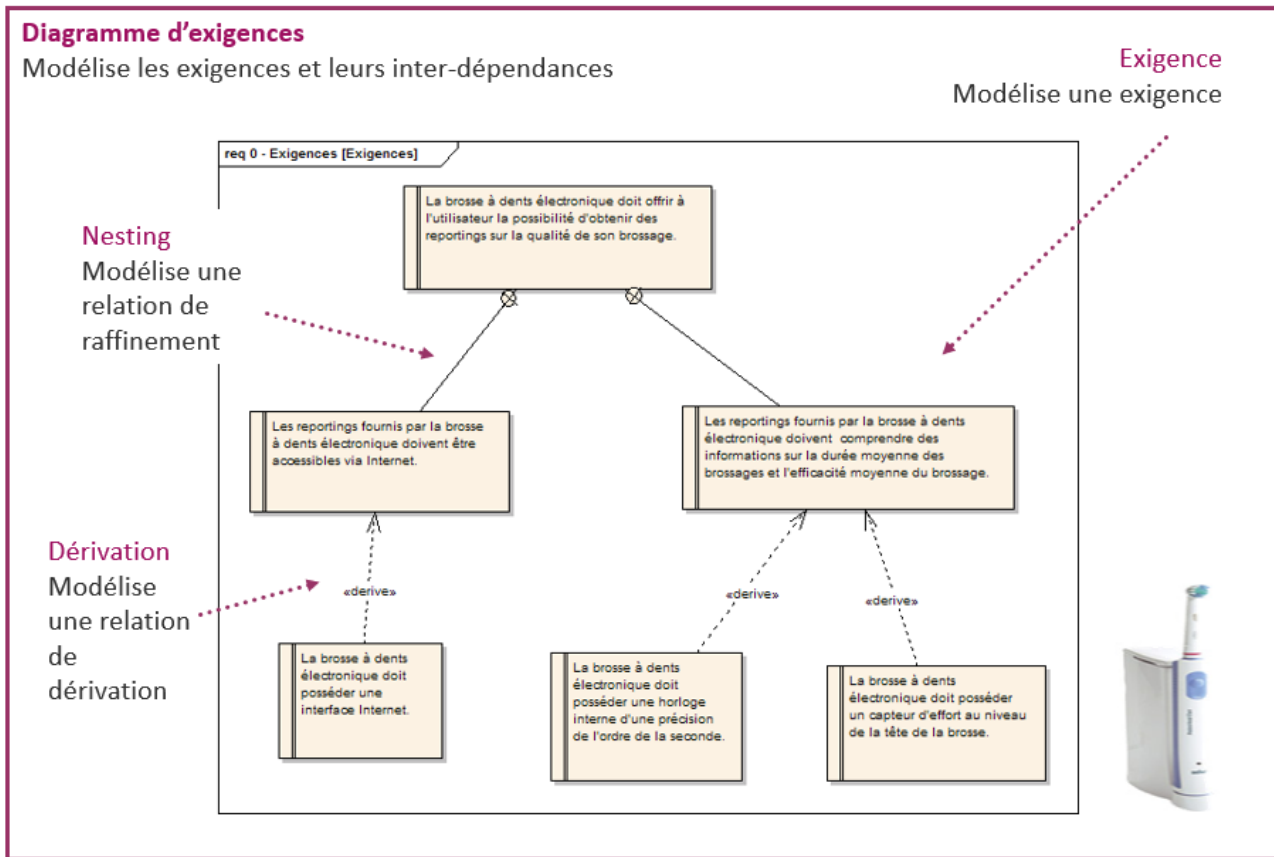 Diagramme d’exigences
Modélise les exigences et leurs inter-dépendances
Exigence
Modélise une exigence
req 0 - Exigences [Exigences]
La brosse à dents électronique doit offrir à
l'utilisateur la possibilité d'obtenir des
reportings sur la qualité de son brossage.
Nesting
Modélise une
relation de
raffinement
Les reportings fournis par la brosse
à dents électronique doivent être
accessibles via Internet.
Les reportings fournis par la brosse à dents
électronique doivent comprendre des
informations sur la durée moyenne des
brossages et l'efficacité moyenne du brossage.
Dérivation
Modélise
une relation
de
dérivation
«derive»
«derive»
«derive»
La brosse à dents
électronique doit
posséder une
interface Internet.
La brosse à dents
électronique doit
posséder une horloge
interne d'une précision
de l'ordre de la seconde.
La brosse à dents
électronique doit posséder
un capteur d'effort au niveau
de la tête de la brosse.